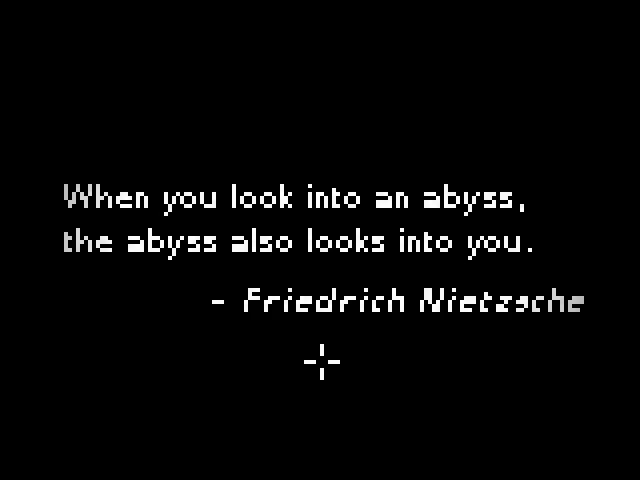 When you look into an abyss,
the abyss also looks into you.
- Friedrich Nietzsche